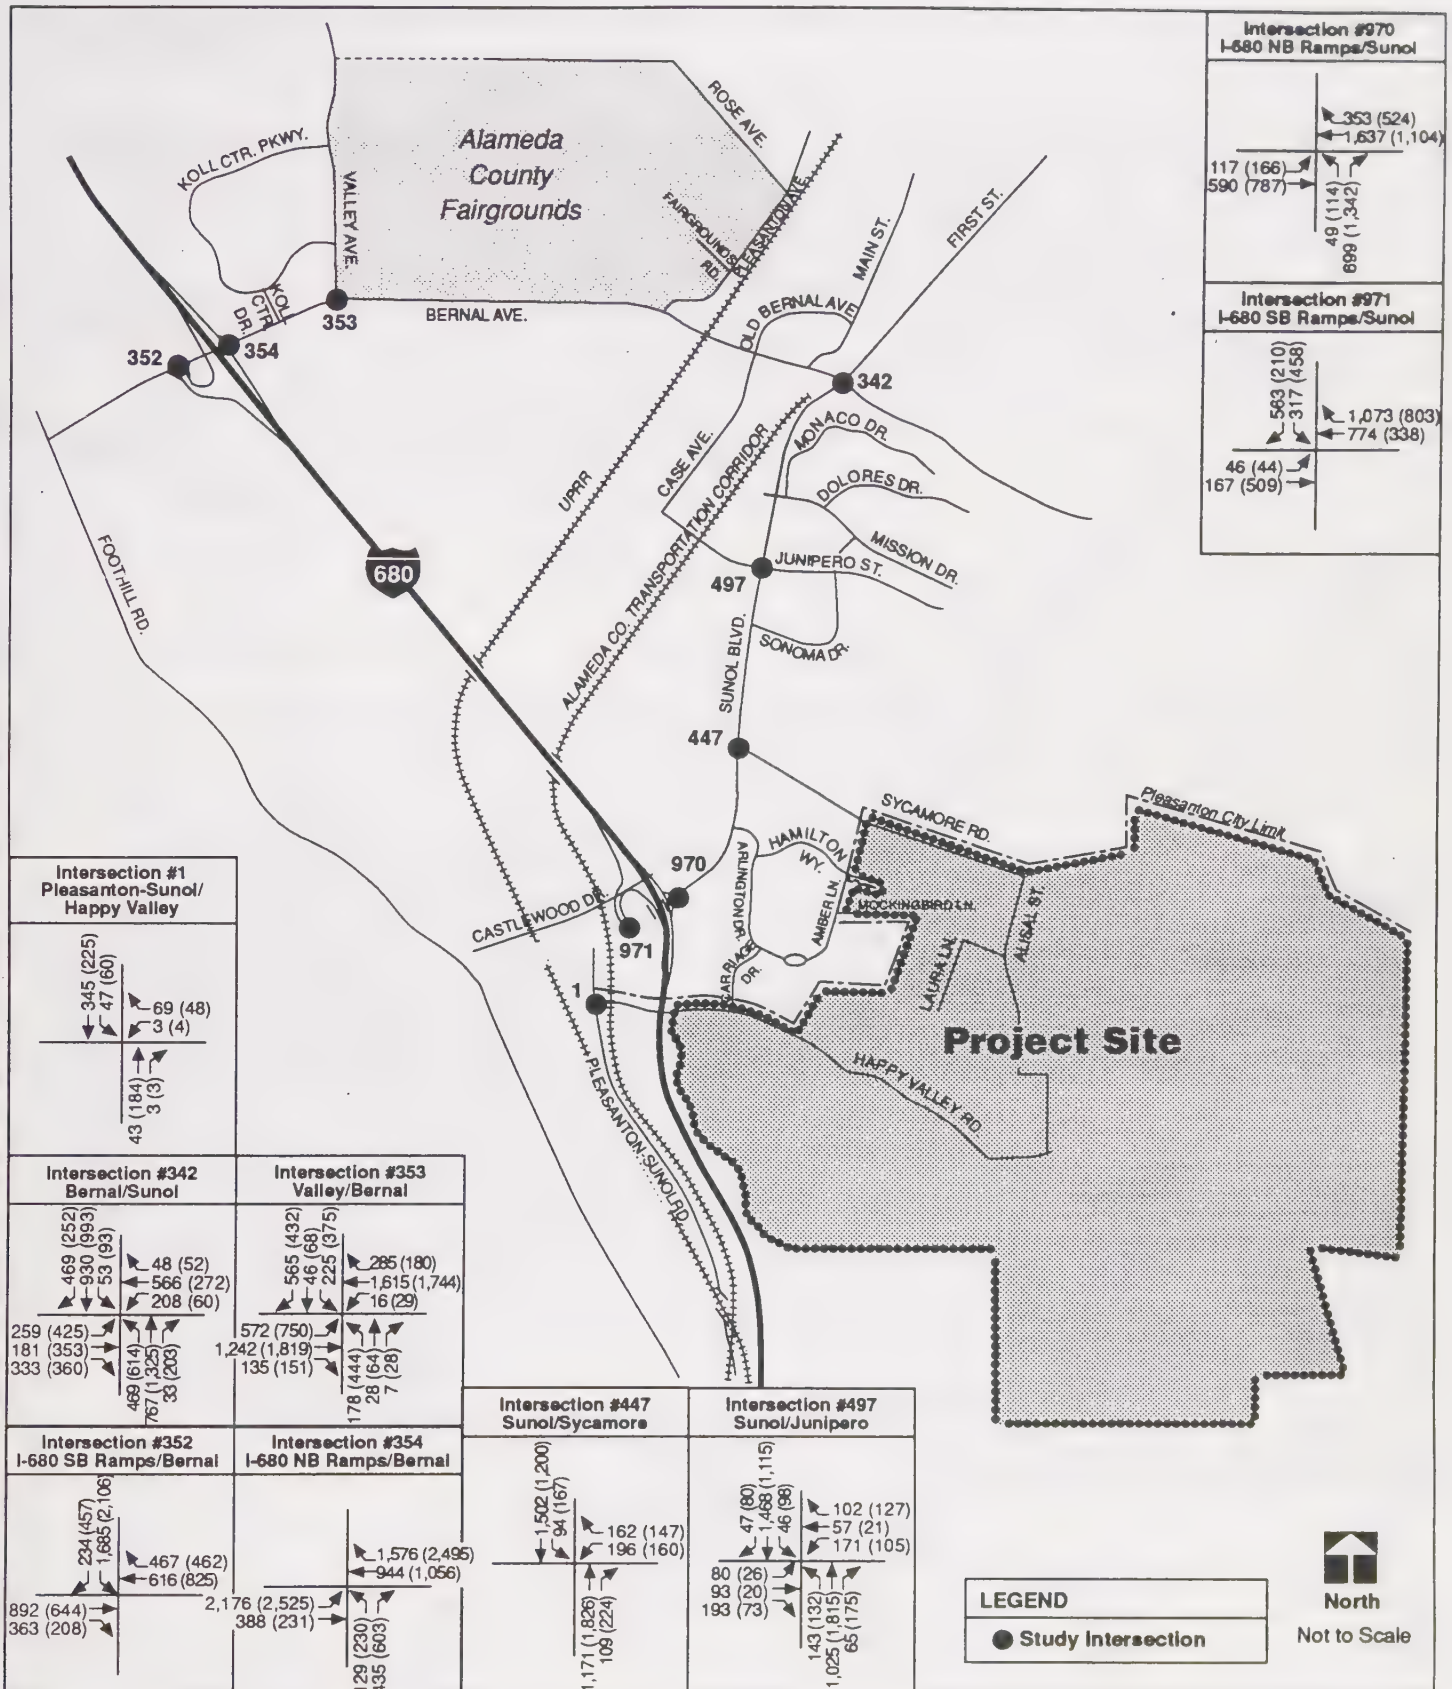 Intersection #970
I-680 NB Ramps/Sunol
353 (524)
1,637 (1,104)
117 (166)
590 (787)
49 (114)
699 (1,342)
Intersection #971
I-680 SB Ramps/Sunol
563 (210)
317 (458)
1,073 (803)
774 (338)
46 (44)
167 (509)
Alameda
County
Fairgrounds
ROSE AVE.
KOLL CTR. PKWY.
VALLEY AVE.
FAIRGROUNDS
RD.
PLEASANTON AVE.
MAIN ST.
FIRST ST.
KOLL
CTR.
DR.
353
BERNAL AVE.
OLD BERNAL AVE
352
354
342
MONACO DR.
CASE AVE.
DOLORES DR.
UPRR
ALAMEDA CO. TRANSPORTATION CORRIDOR
MISSION DR.
JUNIPERO ST.
497
FOOTHILL RD.
680
SUNOL BLVD.
SONOMA DR.
447
SYCAMORE RD.
Pleasanton City Limit
HAMILTON
WY.
970
ARLINGTON DR.
AMBER LN.
MOCKINGBIRD LN.
ALISAL ST.
CASTLEWOOD DR.
971
CARRIAGE
DR.
LAURA LN.
1
Project Site
HAPPY VALLEY RD.
PLEASANTON-SUNOL RD.
Intersection #1
Pleasanton-Sunol/
Happy Valley
345 (225)
47 (60)
69 (48)
3 (4)
43 (184)
3 (3)
Intersection #342
Bernal/Sunol
469 (252)
930 (993)
53 (93)
48 (52)
566 (272)
208 (60)
259 (425)
181 (353)
333 (360)
469 (614)
767 (1,325)
33 (203)
Intersection #353
Valley/Bernal
565 (432)
46 (68)
225 (375)
285 (180)
1,615 (1,744)
16 (29)
572 (750)
1,242 (1,819)
135 (151)
178 (444)
28 (64)
7 (28)
Intersection #352
I-680 SB Ramps/Bernal
234 (457)
1,685 (2,106)
467 (462)
616 (825)
892 (644)
363 (208)
Intersection #354
I-680 NB Ramps/Bernal
1,576 (2,495)
944 (1,056)
2,176 (2,525)
388 (231)
129 (230)
435 (603)
Intersection #447
Sunol/Sycamore
1,502 (1,200)
94 (167)
162 (147)
196 (160)
1,171 (1,826)
109 (224)
Intersection #497
Sunol/Junipero
47 (80)
1,468 (1,115)
46 (98)
102 (127)
57 (21)
171 (105)
80 (26)
93 (20)
193 (73)
143 (132)
1,025 (1,815)
65 (175)
LEGEND
Study Intersection
North
Not to Scale